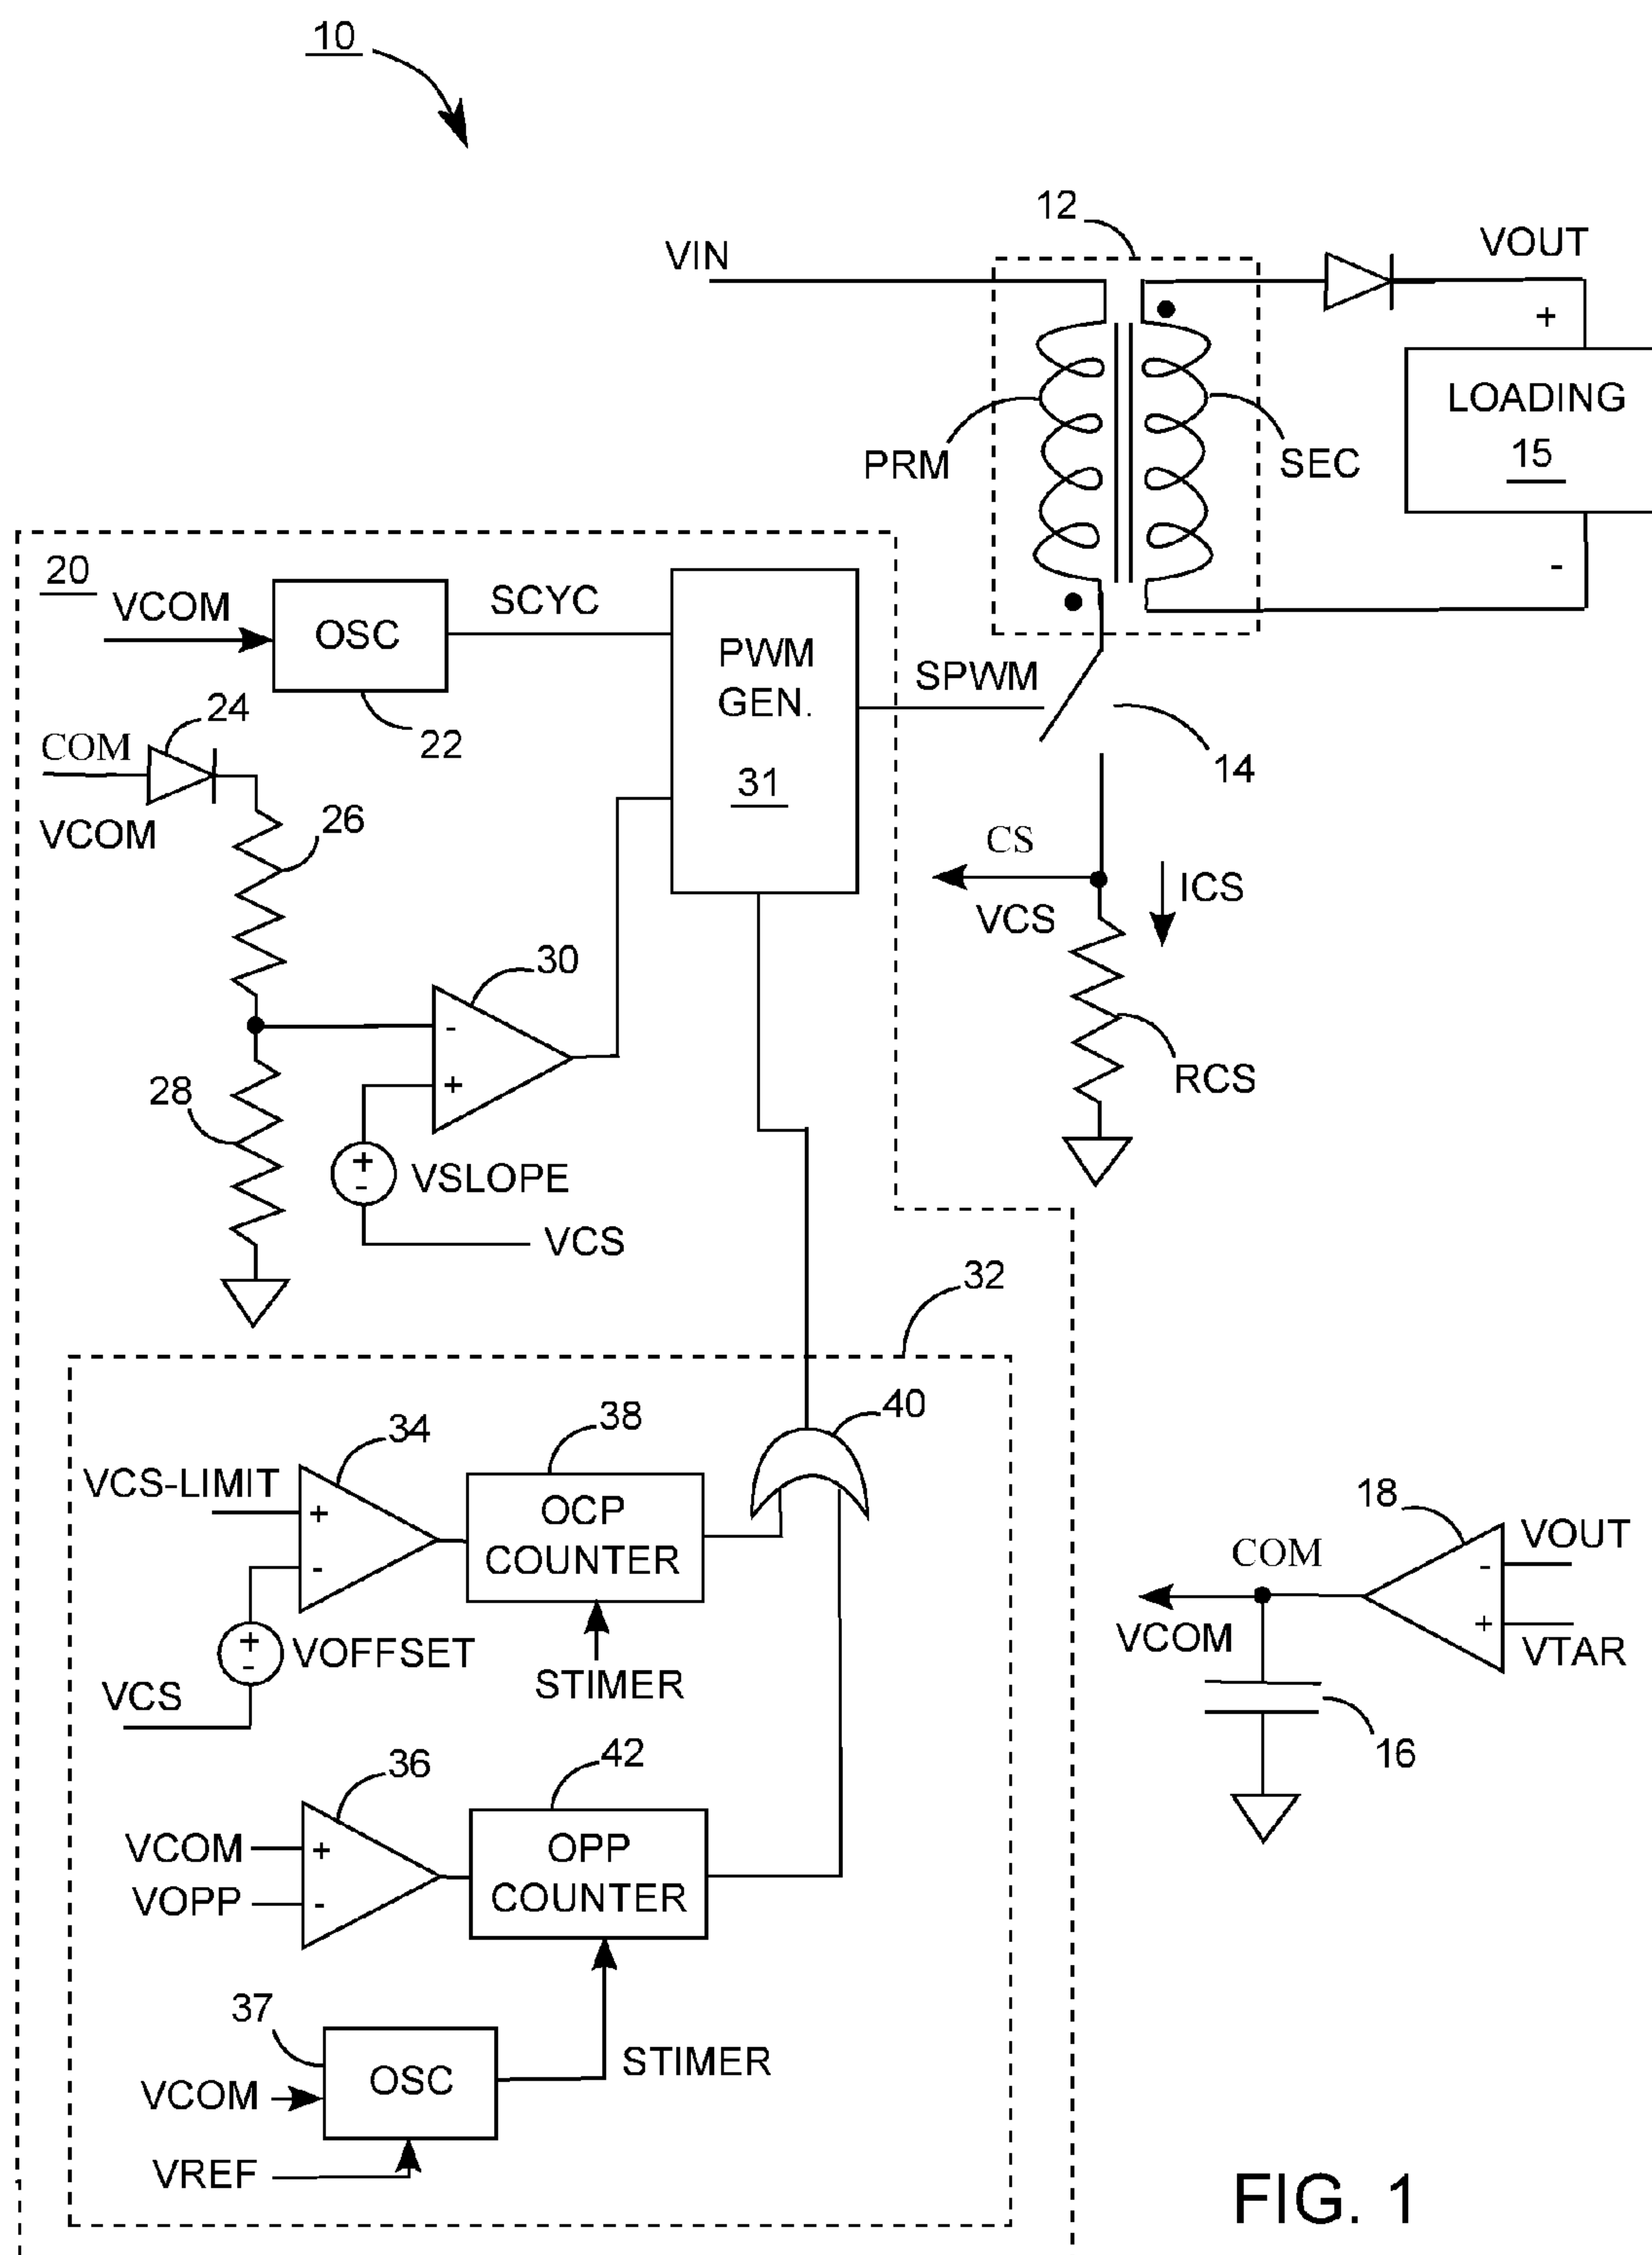 10
12
VIN
VOUT
+
LOADING
15
PRM
SEC
-
20
VCOM
OSC
SCYC
22
PWM
GEN.
31
SPWM
14
24
COM
VCOM
26
CS
VCS
ICS
30
-
+
28
RCS
+
-
VSLOPE
VCS
32
34
38
40
VCS-LIMIT
+
-
OCP
COUNTER
18
COM
VOUT
-
+
VTAR
VCOM
+
-
VOFFSET
VCS
STIMER
16
36
42
VCOM
+
VOPP
-
OPP
COUNTER
37
OSC
STIMER
VCOM
VREF
FIG. 1